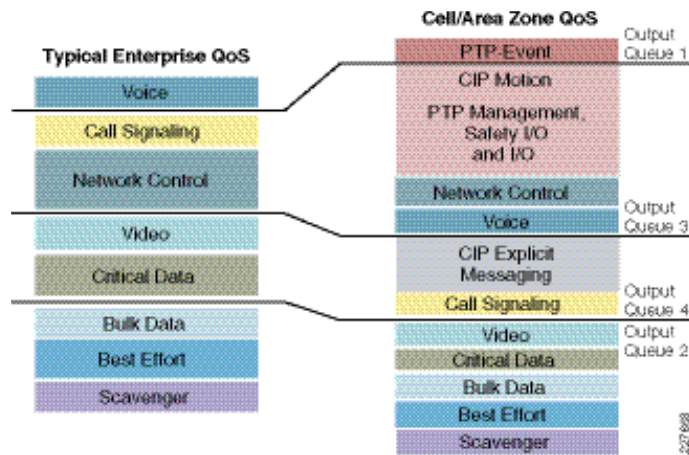 Typical Enterprise QoS
Voice
Call Signaling
Network Control
Video
Critical Data
Bulk Data
Best Effort
Scavenger
Cell/Area Zone QoS
PTP-Event
CIP Motion
PTP Management,
Safety I/O
and I/O
Network Control
Voice
CIP Explicit
Messaging
Call Signaling
Video
Critical Data
Bulk Data
Best Effort
Scavenger
Output
Queue 1
Output
Queue 3
Output
Queue 4
Output
Queue 2